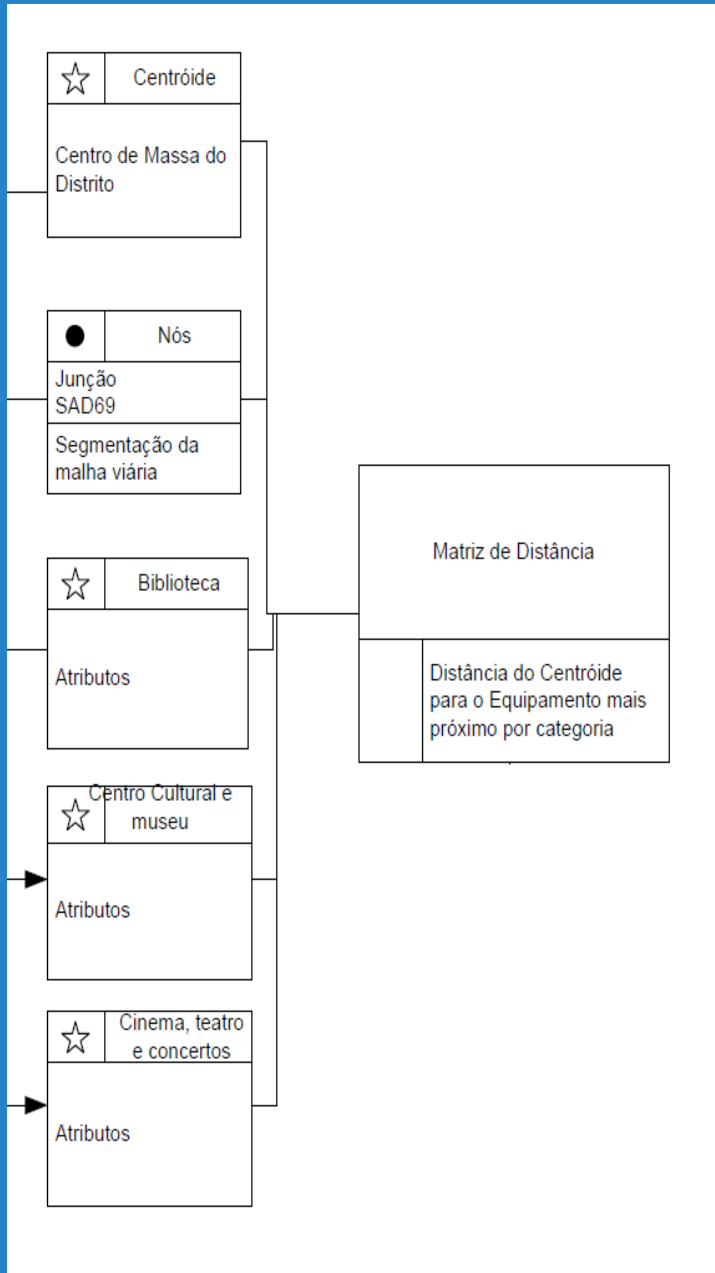 Centróide
Centro de Massa do
Distrito
Nós
Junção
SAD69
Segmentação da
malha viária
Biblioteca
Atributos
Matriz de Distância
Distância do Centróide
para o Equipamento mais
próximo por categoria
Centro Cultural e
museu
Atributos
Cinema, teatro
e concertos
Atributos